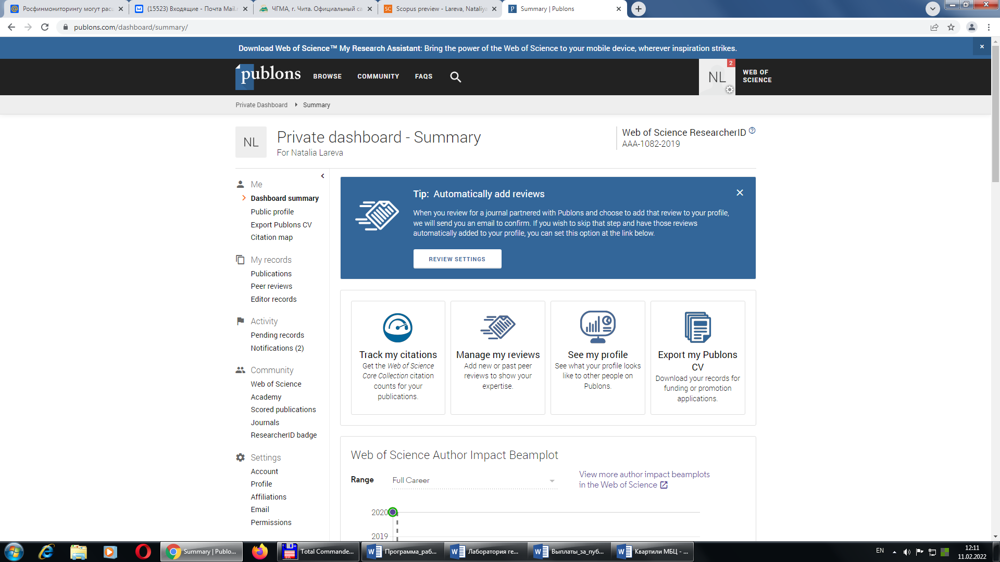 Росфинмониторингу могут расш
(15523) Входящие - Почта Mail.r
ЧГМА, г. Чита. Официальный са
Scopus preview - Lareva, Nataliya
Summary | Publons
publons.com/dashboard/summary/
Download Web of Science™ My Research Assistant: Bring the power of the Web of Science to your mobile device, wherever inspiration strikes.
publons
BROWSE
COMMUNITY
FAQS
NL
2
WEB OF
SCIENCE
Private Dashboard
Summary
NL
Private dashboard - Summary
For Natalia Lareva
Web of Science ResearcherID
AAA-1082-2019
Me
Dashboard summary
Public profile
Export Publons CV
Citation map
My records
Publications
Peer reviews
Editor records
Activity
Pending records
Notifications (2)
Community
Web of Science
Academy
Scored publications
Journals
ResearcherID badge
Settings
Account
Profile
Affiliations
Email
Permissions
Tip: Automatically add reviews
When you review for a journal partnered with Publons and choose to add that review to your profile,
we will send you an email to confirm. If you wish to skip that step and have those reviews
automatically added to your profile, you can set this option at the link below.
REVIEW SETTINGS
Track my citations
Get the Web of Science
Core Collection citation
counts for your
publications.
Manage my reviews
Add new or past peer
reviews to show your
expertise.
See my profile
See what your profile looks
like to other people on
Publons.
Export my Publons
CV
Download your records for
funding or promotion
applications.
Web of Science Author Impact Beamplot
Range
Full Career
View more author impact beamplots
in the Web of Science
2020
2019
Summary | Publo...
Total Commande...
Программа_раб...
Лаборатория ге...
Выплаты_за_пуб...
Квартили МБЦ - ...
EN
12:11
11.02.2022